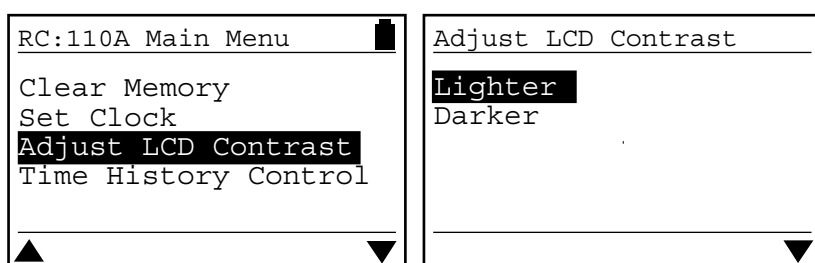 RC:110A Main Menu
Clear Memory
Set Clock
Adjust LCD Contrast
Time History Control
Adjust LCD Contrast
Lighter
Darker